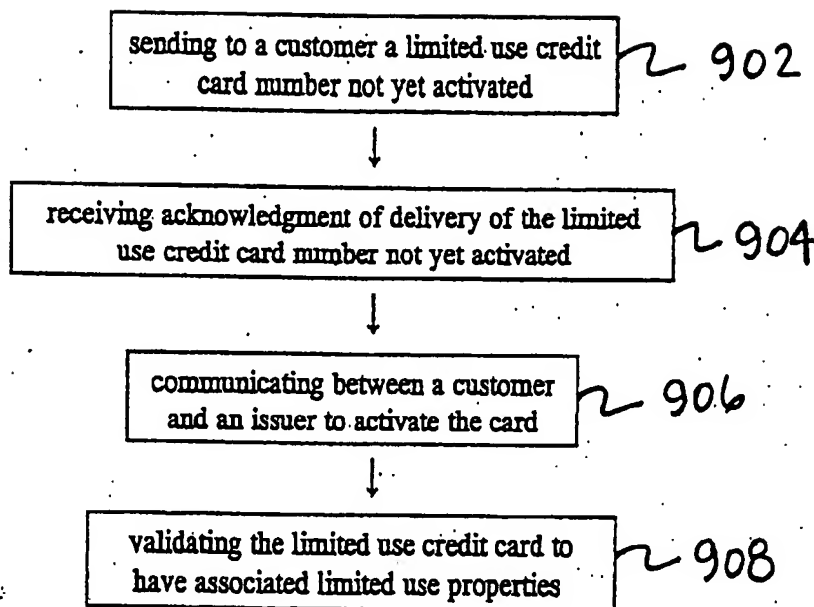 sending to a customer a limited use credit
card number not yet activated
902
receiving acknowledgment of delivery of the limited
use credit card number not yet activated
904
communicating between a customer
and an issuer to activate the card
906
validating the limited use credit card to
have associated limited use properties
908